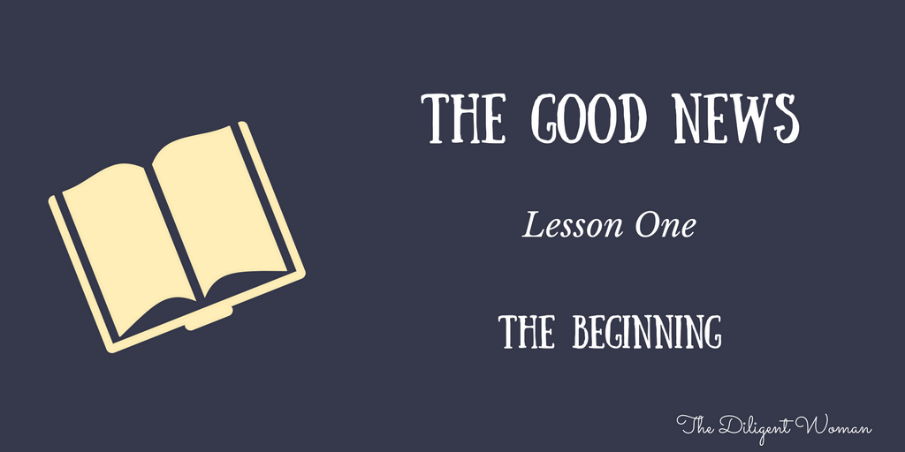 THE GOOD NEWS
Lesson One
THE BEGINNING
The Diligent Woman